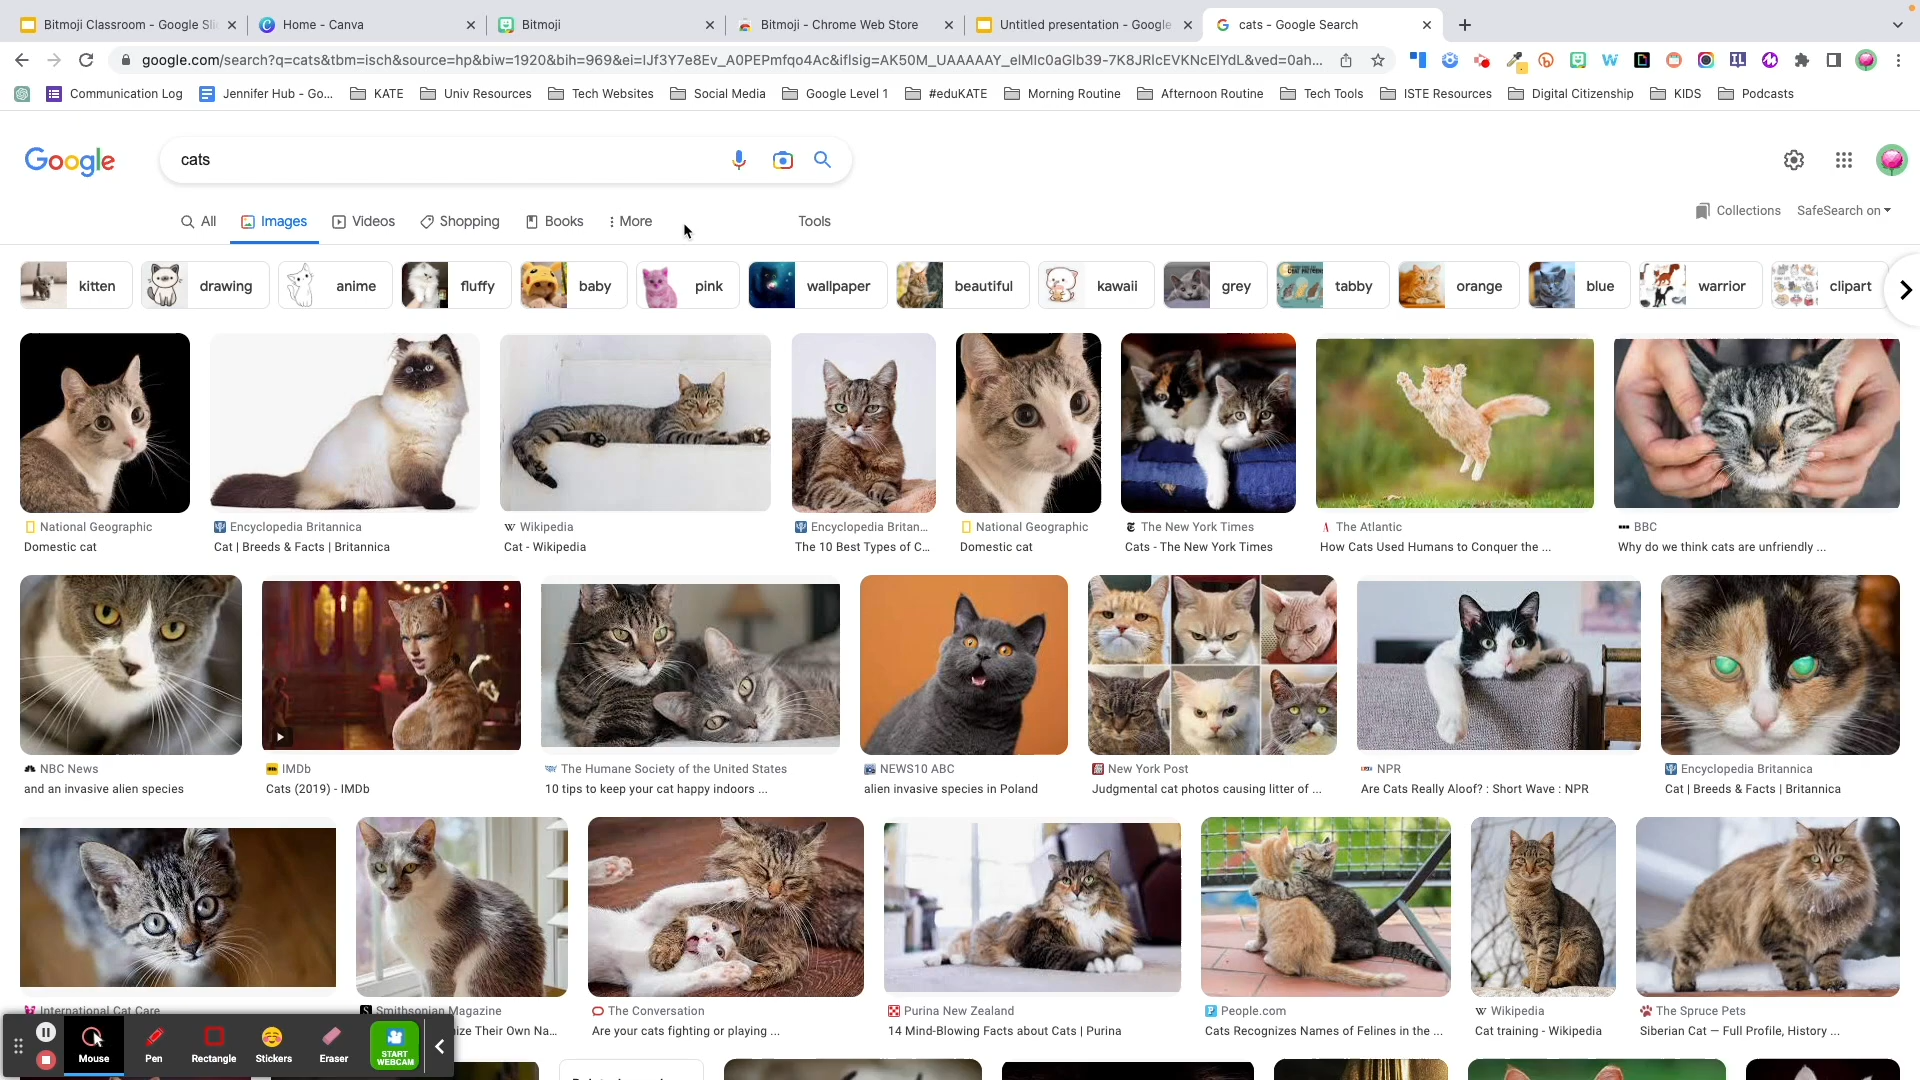 Bitmoji Classroom - Google Sli
Home - Canva
Bitmoji
Bitmoji - Chrome Web Store
Untitled presentation - Google
cats - Google Search
google.com/search?q=cats&tbm=isch&source=hp&biw=1920&bih=969&ei=IJf3Y7e8Ev_A0PEPmfqo4Ac&iflsig=AK50M_UAAAAAY_elMIc0aGlb39-7K8JRlcEVKNcElYdL&ved=0ah...
Communication Log
Jennifer Hub - Go...
KATE
Univ Resources
Tech Websites
Social Media
Google Level 1
#eduKATE
Morning Routine
Afternoon Routine
Tech Tools
ISTE Resources
Digital Citizenship
KIDS
Podcasts
Google
cats
All
Images
Videos
Shopping
Books
More
Tools
Collections
SafeSearch on
kitten
drawing
anime
fluffy
baby
pink
wallpaper
beautiful
kawaii
grey
tabby
orange
blue
warrior
clipart
National Geographic
Domestic cat
Encyclopedia Britannica
Cat | Breeds & Facts | Britannica
Wikipedia
Cat - Wikipedia
Encyclopedia Britan...
The 10 Best Types of C...
National Geographic
Domestic cat
The New York Times
Cats - The New York Times
The Atlantic
How Cats Used Humans to Conquer the ...
BBC
Why do we think cats are unfriendly ...
NBC News
and an invasive alien species
IMDb
Cats (2019) - IMDb
The Humane Society of the United States
10 tips to keep your cat happy indoors ...
NEWS10 ABC
alien invasive species in Poland
New York Post
Judgmental cat photos causing litter of ...
NPR
Are Cats Really Aloof? : Short Wave : NPR
Encyclopedia Britannica
Cat | Breeds & Facts | Britannica
International Cat Care
Smithsonian Magazine
ize Their Own Na...
The Conversation
Are your cats fighting or playing ...
Purina New Zealand
14 Mind-Blowing Facts about Cats | Purina
People.com
Cats Recognizes Names of Felines in the ...
Wikipedia
Cat training - Wikipedia
The Spruce Pets
Siberian Cat — Full Profile, History ...
Mouse
Pen
Rectangle
Stickers
Eraser
START
WEBCAM